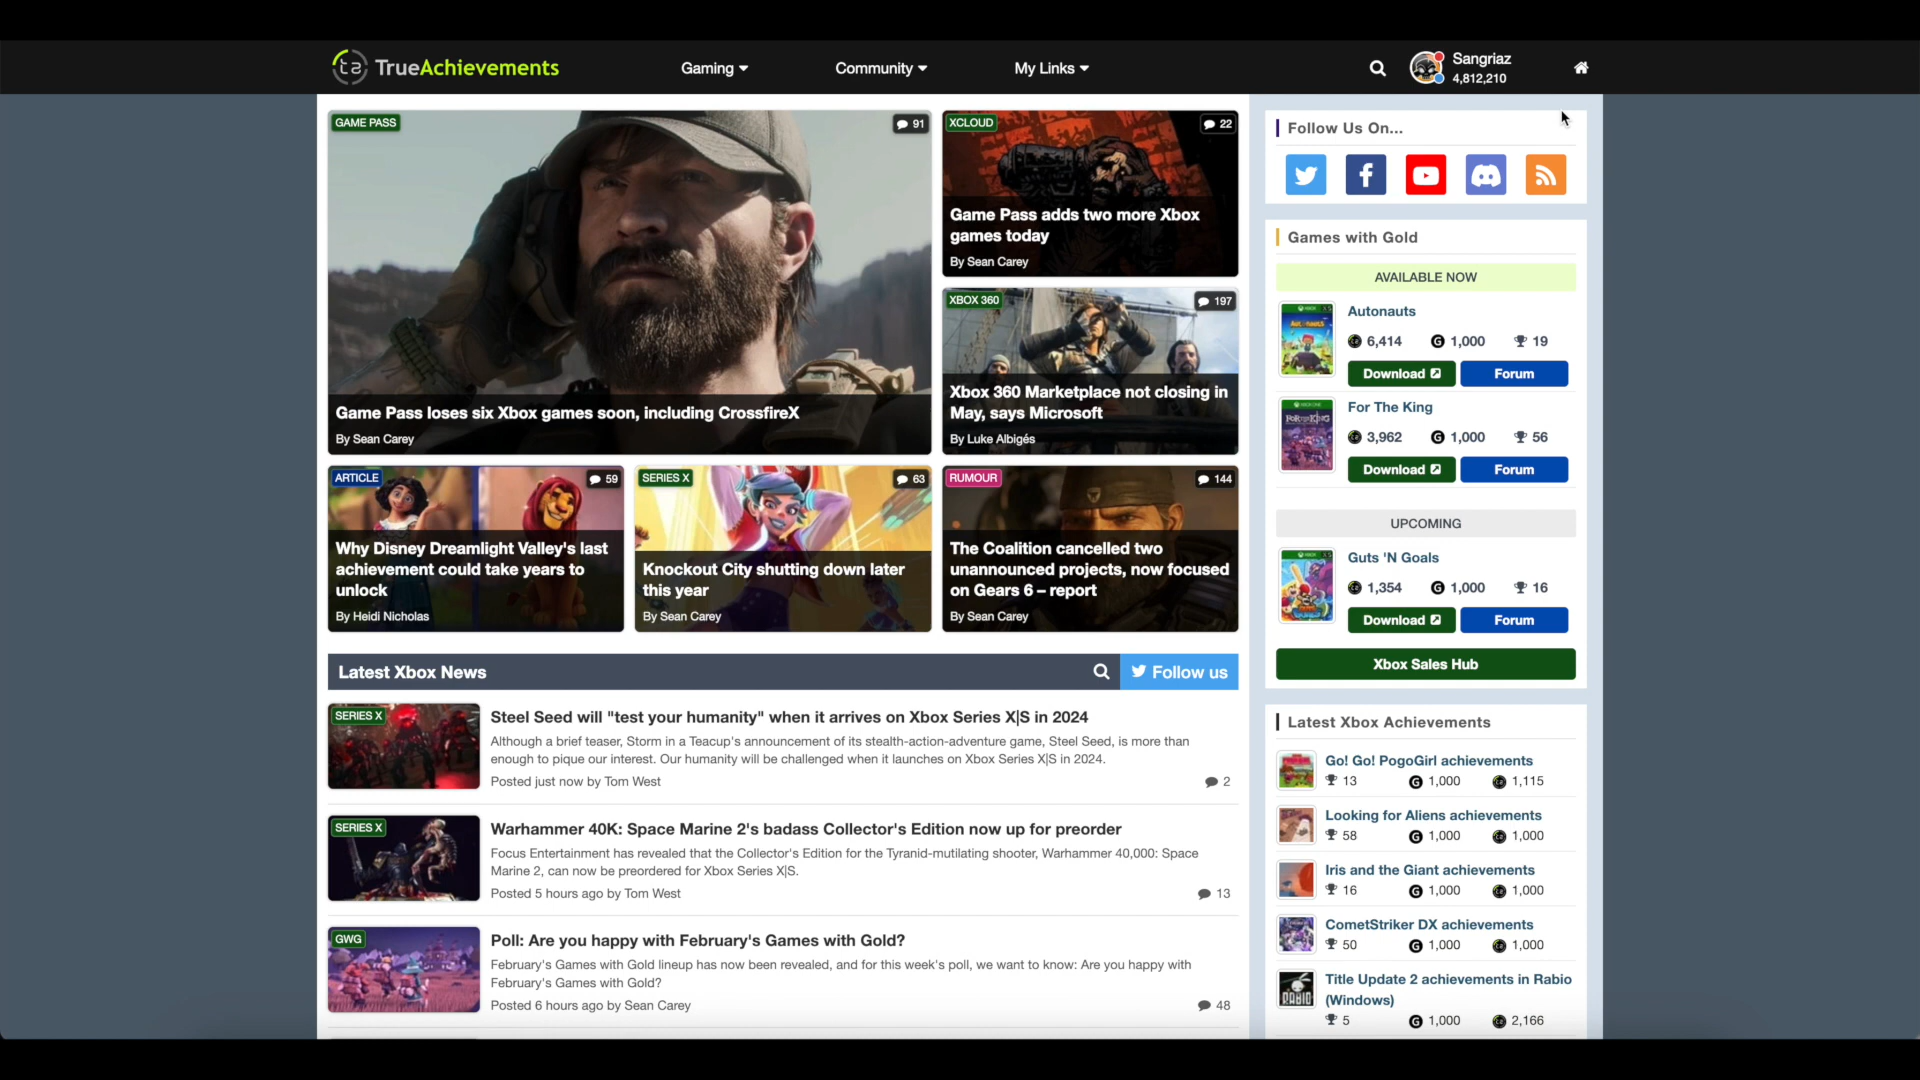 TrueAchievements
Gaming
Community
My Links
Sangriaz
4,812,210
GAME PASS
91
Game Pass loses six Xbox games soon, including CrossfireX
By Sean Carey
XCLOUD
22
Game Pass adds two more Xbox
games today
By Sean Carey
XBOX 360
197
Xbox 360 Marketplace not closing in
May, says Microsoft
By Luke Albigés
ARTICLE
59
Why Disney Dreamlight Valley's last
achievement could take years to
unlock
By Heidi Nicholas
SERIES X
63
Knockout City shutting down later
this year
By Sean Carey
RUMOUR
144
The Coalition cancelled two
unannounced projects, now focused
on Gears 6 – report
By Sean Carey
Latest Xbox News
Follow us
SERIES X
Steel Seed will "test your humanity" when it arrives on Xbox Series X|S in 2024
Although a brief teaser, Storm in a Teacup's announcement of its stealth-action-adventure game, Steel Seed, is more than
enough to pique our interest. Our humanity will be challenged when it launches on Xbox Series X|S in 2024.
Posted just now by Tom West
2
SERIES X
Warhammer 40K: Space Marine 2's badass Collector's Edition now up for preorder
Focus Entertainment has revealed that the Collector's Edition for the Tyranid-mutilating shooter, Warhammer 40,000: Space
Marine 2, can now be preordered for Xbox Series X|S.
Posted 5 hours ago by Tom West
13
GWG
Poll: Are you happy with February's Games with Gold?
February's Games with Gold lineup has now been revealed, and for this week's poll, we want to know: Are you happy with
February's Games with Gold?
Posted 6 hours ago by Sean Carey
48
Follow Us On...
Games with Gold
AVAILABLE NOW
Autonauts
6,414 1,000 19
Download Forum
For The King
3,962 1,000 56
Download Forum
UPCOMING
Guts 'N Goals
1,354 1,000 16
Download Forum
Xbox Sales Hub
Latest Xbox Achievements
Go! Go! PogoGirl achievements
13 1,000 1,115
Looking for Aliens achievements
58 1,000 1,000
Iris and the Giant achievements
16 1,000 1,000
CometStriker DX achievements
50 1,000 1,000
RABIO
Title Update 2 achievements in Rabio
(Windows)
5 1,000 2,166